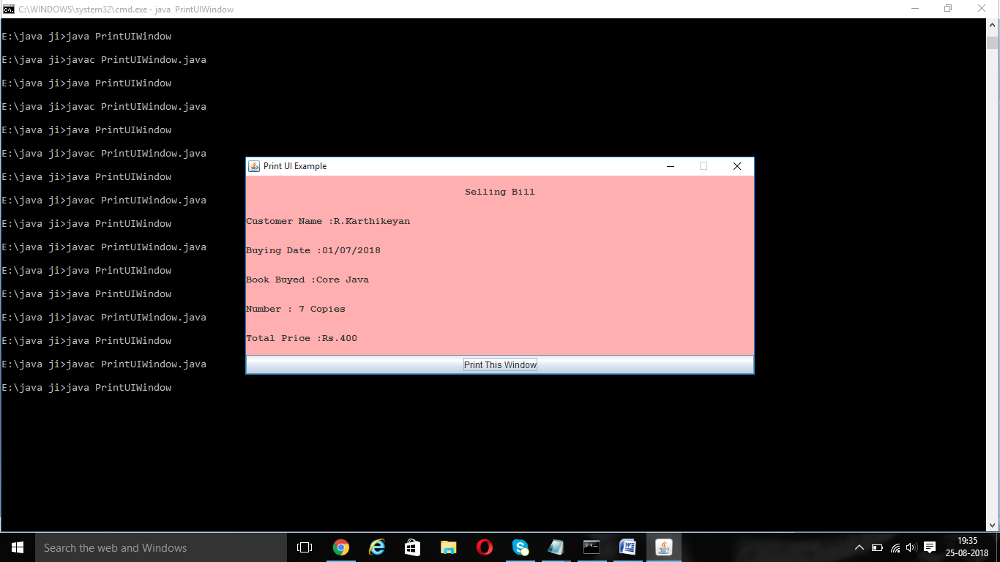 C:\WINDOWS\system32\cmd.exe - java  PrintUIWindow
E:\java ji>java PrintUIWindow
E:\java ji>javac PrintUIWindow.java
E:\java ji>java PrintUIWindow
E:\java ji>javac PrintUIWindow.java
E:\java ji>java PrintUIWindow
E:\java ji>javac PrintUIWindow.java
E:\java ji>java PrintUIWindow
E:\java ji>javac PrintUIWindow.java
E:\java ji>java PrintUIWindow
E:\java ji>javac PrintUIWindow.java
E:\java ji>java PrintUIWindow
E:\java ji>java PrintUIWindow
E:\java ji>javac PrintUIWindow.java
E:\java ji>java PrintUIWindow
E:\java ji>javac PrintUIWindow.java
E:\java ji>java PrintUIWindow
Print UI Example
Selling Bill
Customer Name :R.Karthikeyan
Buying Date :01/07/2018
Book Buyed :Core Java
Number : 7 Copies
Total Price :Rs.400
Print This Window
Search the web and Windows
19:35
25-08-2018